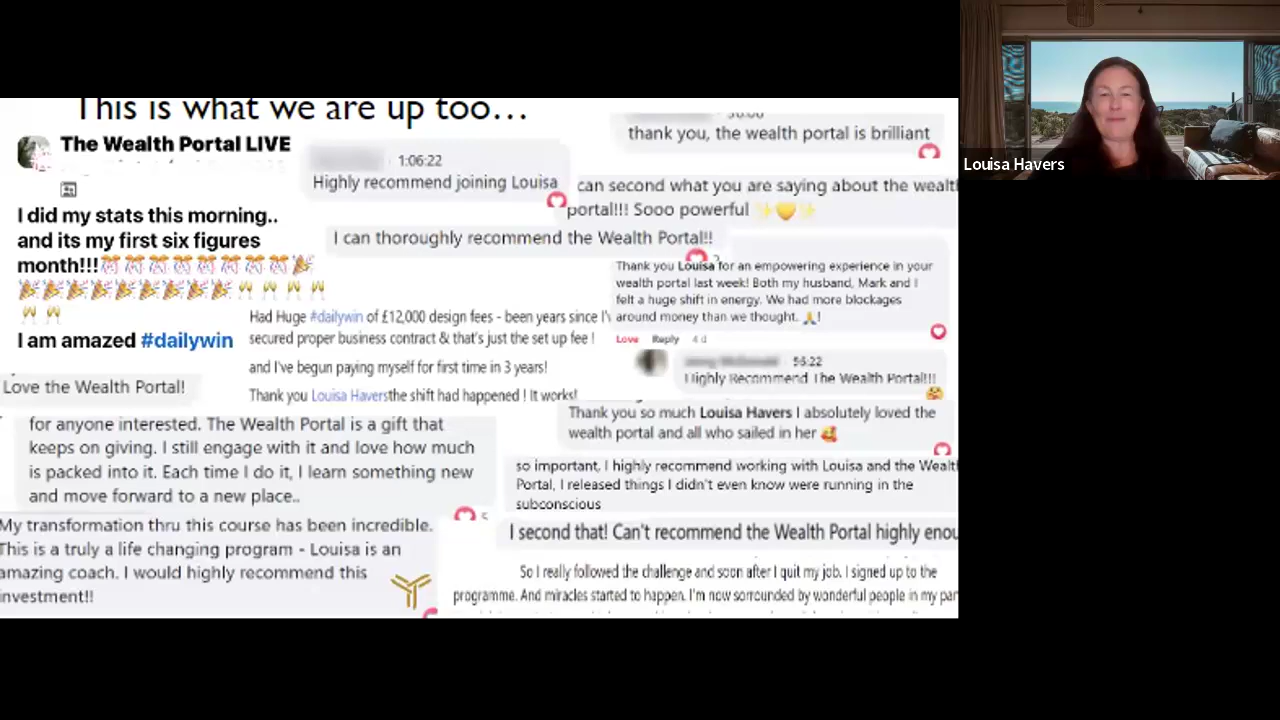 This is what we are up too...
The Wealth Portal LIVE
I did my stats this morning..
and its my first six figures
month!!!🎊🎊🎊🎊🎊🎊🎊🎊🎉
🎉🎉🎉🎉🎉🎉🎉🎉🎉🥂🥂🥂🥂
🥂🥂
I am amazed #dailywin
1:06:22
Highly recommend joining Louisa
thank you, the wealth portal is brilliant
can second what you are saying about the wealth
portal!!! Sooo powerful ✨💛✨
I can thoroughly recommend the Wealth Portal!!
Thank you Louisa for an empowering experience in your
wealth portal last week! Both my husband, Mark and I
felt a huge shift in energy. We had more blockages
around money than we thought. 🙏!
Love Reply 4 d
Had Huge #dailywin of £12,000 design fees - been years since I'v
secured proper business contract & that's just the set up fee !
and I've begun paying myself for first time in 3 years!
Thank you Louisa Haversthe shift had happened ! It works!
56:22
Highly Recommend The Wealth Portal!!!
Love the Wealth Portal!
Thank you so much Louisa Havers I absolutely loved the
wealth portal and all who sailed in her 🥰
for anyone interested. The Wealth Portal is a gift that
keeps on giving. I still engage with it and love how much
is packed into it. Each time I do it, I learn something new
and move forward to a new place..
so important, I highly recommend working with Louisa and the Wealth
Portal, I released things I didn't even know were running in the
subconscious
I second that! Can't recommend the Wealth Portal highly enou
My transformation thru this course has been incredible.
This is a truly a life changing program - Louisa is an
amazing coach. I would highly recommend this
investment!!
So I really followed the challenge and soon after I quit my job. I signed up to the
programme. And miracles started to happen. I'm now sorrounded by wonderful people in my par
Louisa Havers